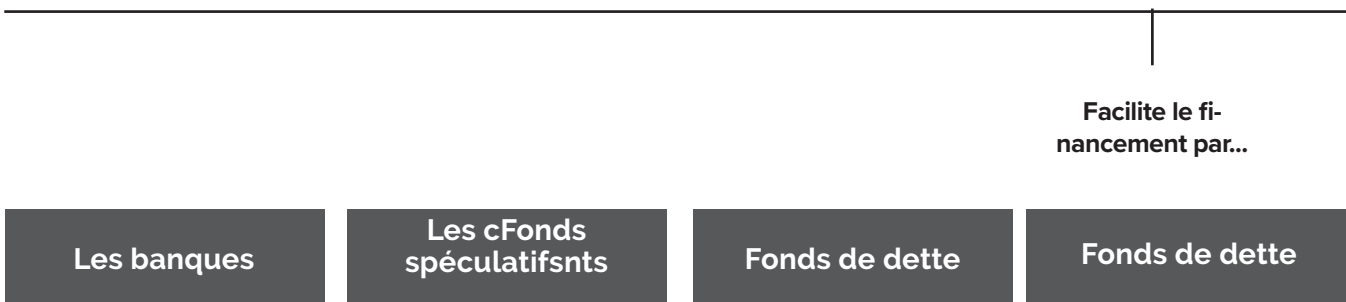 Facilite le fi-
nancement par...
Les banques
Les cFonds
spéculatifsnts
Fonds de dette
Fonds de dette